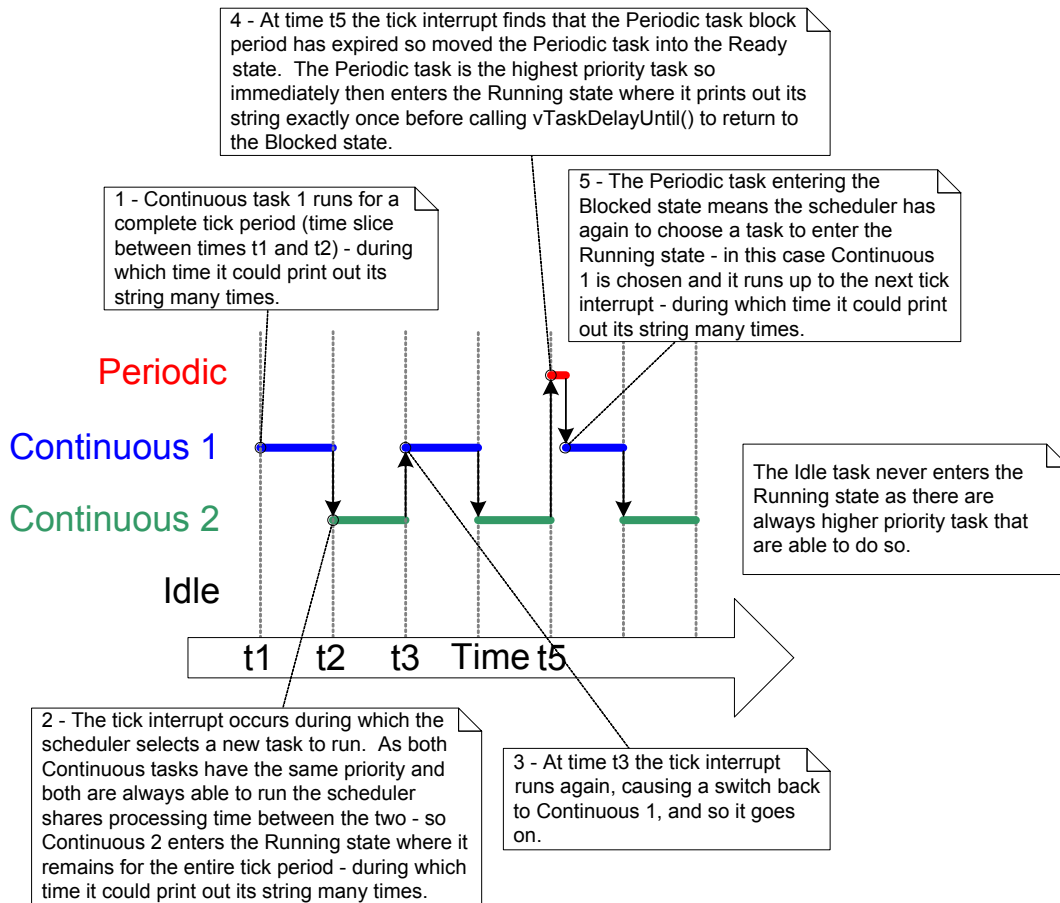 4 - At time t5 the tick interrupt finds that the Periodic task block
period has expired so moved the Periodic task into the Ready
state.  The Periodic task is the highest priority task so
immediately then enters the Running state where it prints out its
string exactly once before calling vTaskDelayUntil() to return to
the Blocked state.
1 - Continuous task 1 runs for a
complete tick period (time slice
between times t1 and t2) - during
which time it could print out its
string many times.
5 - The Periodic task entering the
Blocked state means the scheduler has
again to choose a task to enter the
Running state - in this case Continuous
1 is chosen and it runs up to the next tick
interrupt - during which time it could print
out its string many times.
Periodic
Continuous 1
Continuous 2
Idle
The Idle task never enters the
Running state as there are
always higher priority task that
are able to do so.
t1 t2 t3 Time t5
2 - The tick interrupt occurs during which the
scheduler selects a new task to run.  As both
Continuous tasks have the same priority and
both are always able to run the scheduler
shares processing time between the two - so
Continuous 2 enters the Running state where it
remains for the entire tick period - during which
time it could print out its string many times.
3 - At time t3 the tick interrupt
runs again, causing a switch back
to Continuous 1, and so it goes
on.